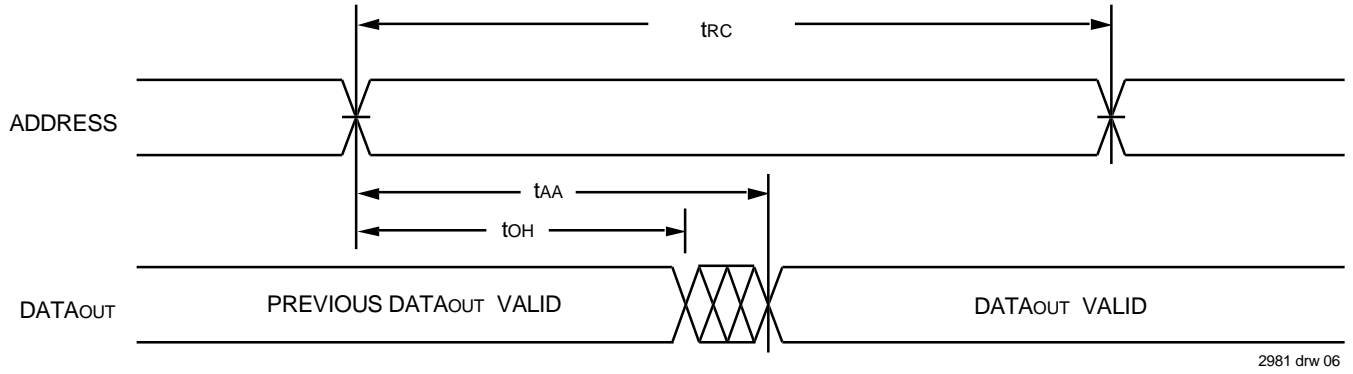 tRC
ADDRESS
tAA
tOH
DATAOUT
PREVIOUS DATAOUT VALID
DATAOUT VALID
2981 drw 06